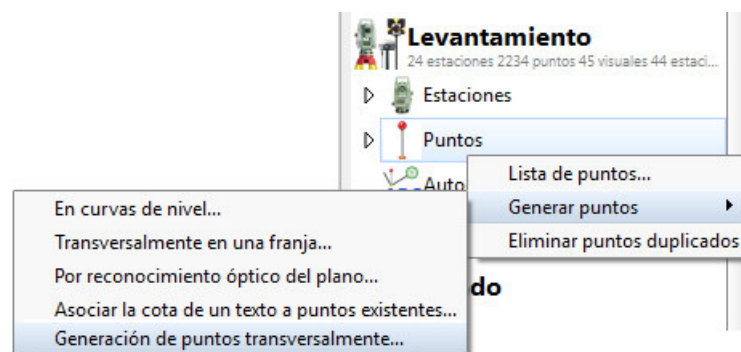 Levantamiento
24 estaciones 2234 puntos 45 visuales 44 estaci...
Estaciones
Puntos
Auto
Lista de puntos...
Generar puntos
Eliminar puntos duplicados
do
En curvas de nivel...
Transversalmente en una franja...
Por reconocimiento óptico del plano...
Asociar la cota de un texto a puntos existentes...
Generación de puntos transversalmente...